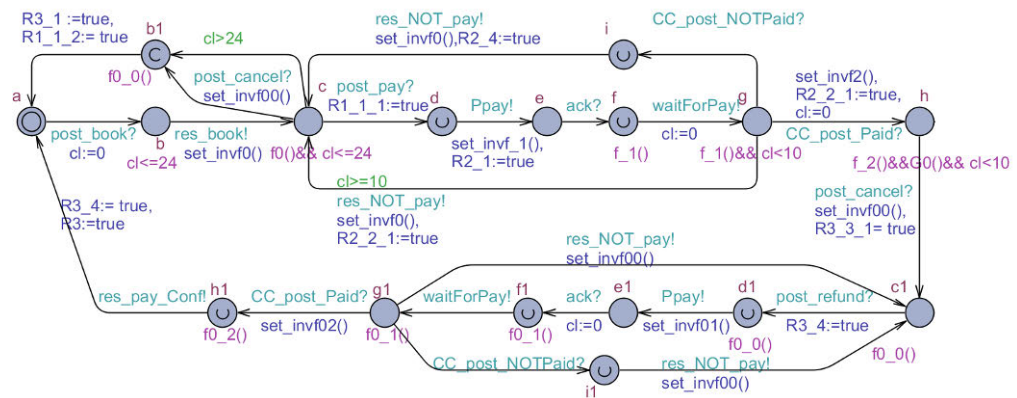 R3_1 :=true,
R1_1_2:= true
b1
cl>24
res_NOT_pay!
set_invf0(),R2_4:=true
i
CC_post_NOTPaid?
f0_0()
post_cancel?
set_invf00()
a
c
post_pay?
R1_1_1:=true
d
Ppay!
e
ack?
f
waitForPay!
g
set_invf2(),
R2_2_1:=true,
cl:=0
h
post_book?
cl:=0
b
cl<=24
res_book!
set_invf0()
f0()&& cl<=24
set_invf_1(),
R2_1:=true
f_1()
cl:=0
f_1()&& cl<10
CC_post_Paid?
f_2()&&G0()&& cl<10
cl>=10
res_NOT_pay!
set_invf0(),
R2_2_1:=true
post_cancel?
set_invf00(),
R3_3_1= true
R3_4:= true,
R3:=true
res_NOT_pay!
set_invf00()
res_pay_Conf!
h1
CC_post_Paid?
g1
waitForPay!
f1
ack?
e1
Ppay!
d1
post_refund?
c1
f0_2()
set_invf02()
f0_1()
f0_1()
cl:=0
set_invf01()
f0_0()
R3_4:=true
f0_0()
CC_post_NOTPaid?
i1
res_NOT_pay!
set_invf00()